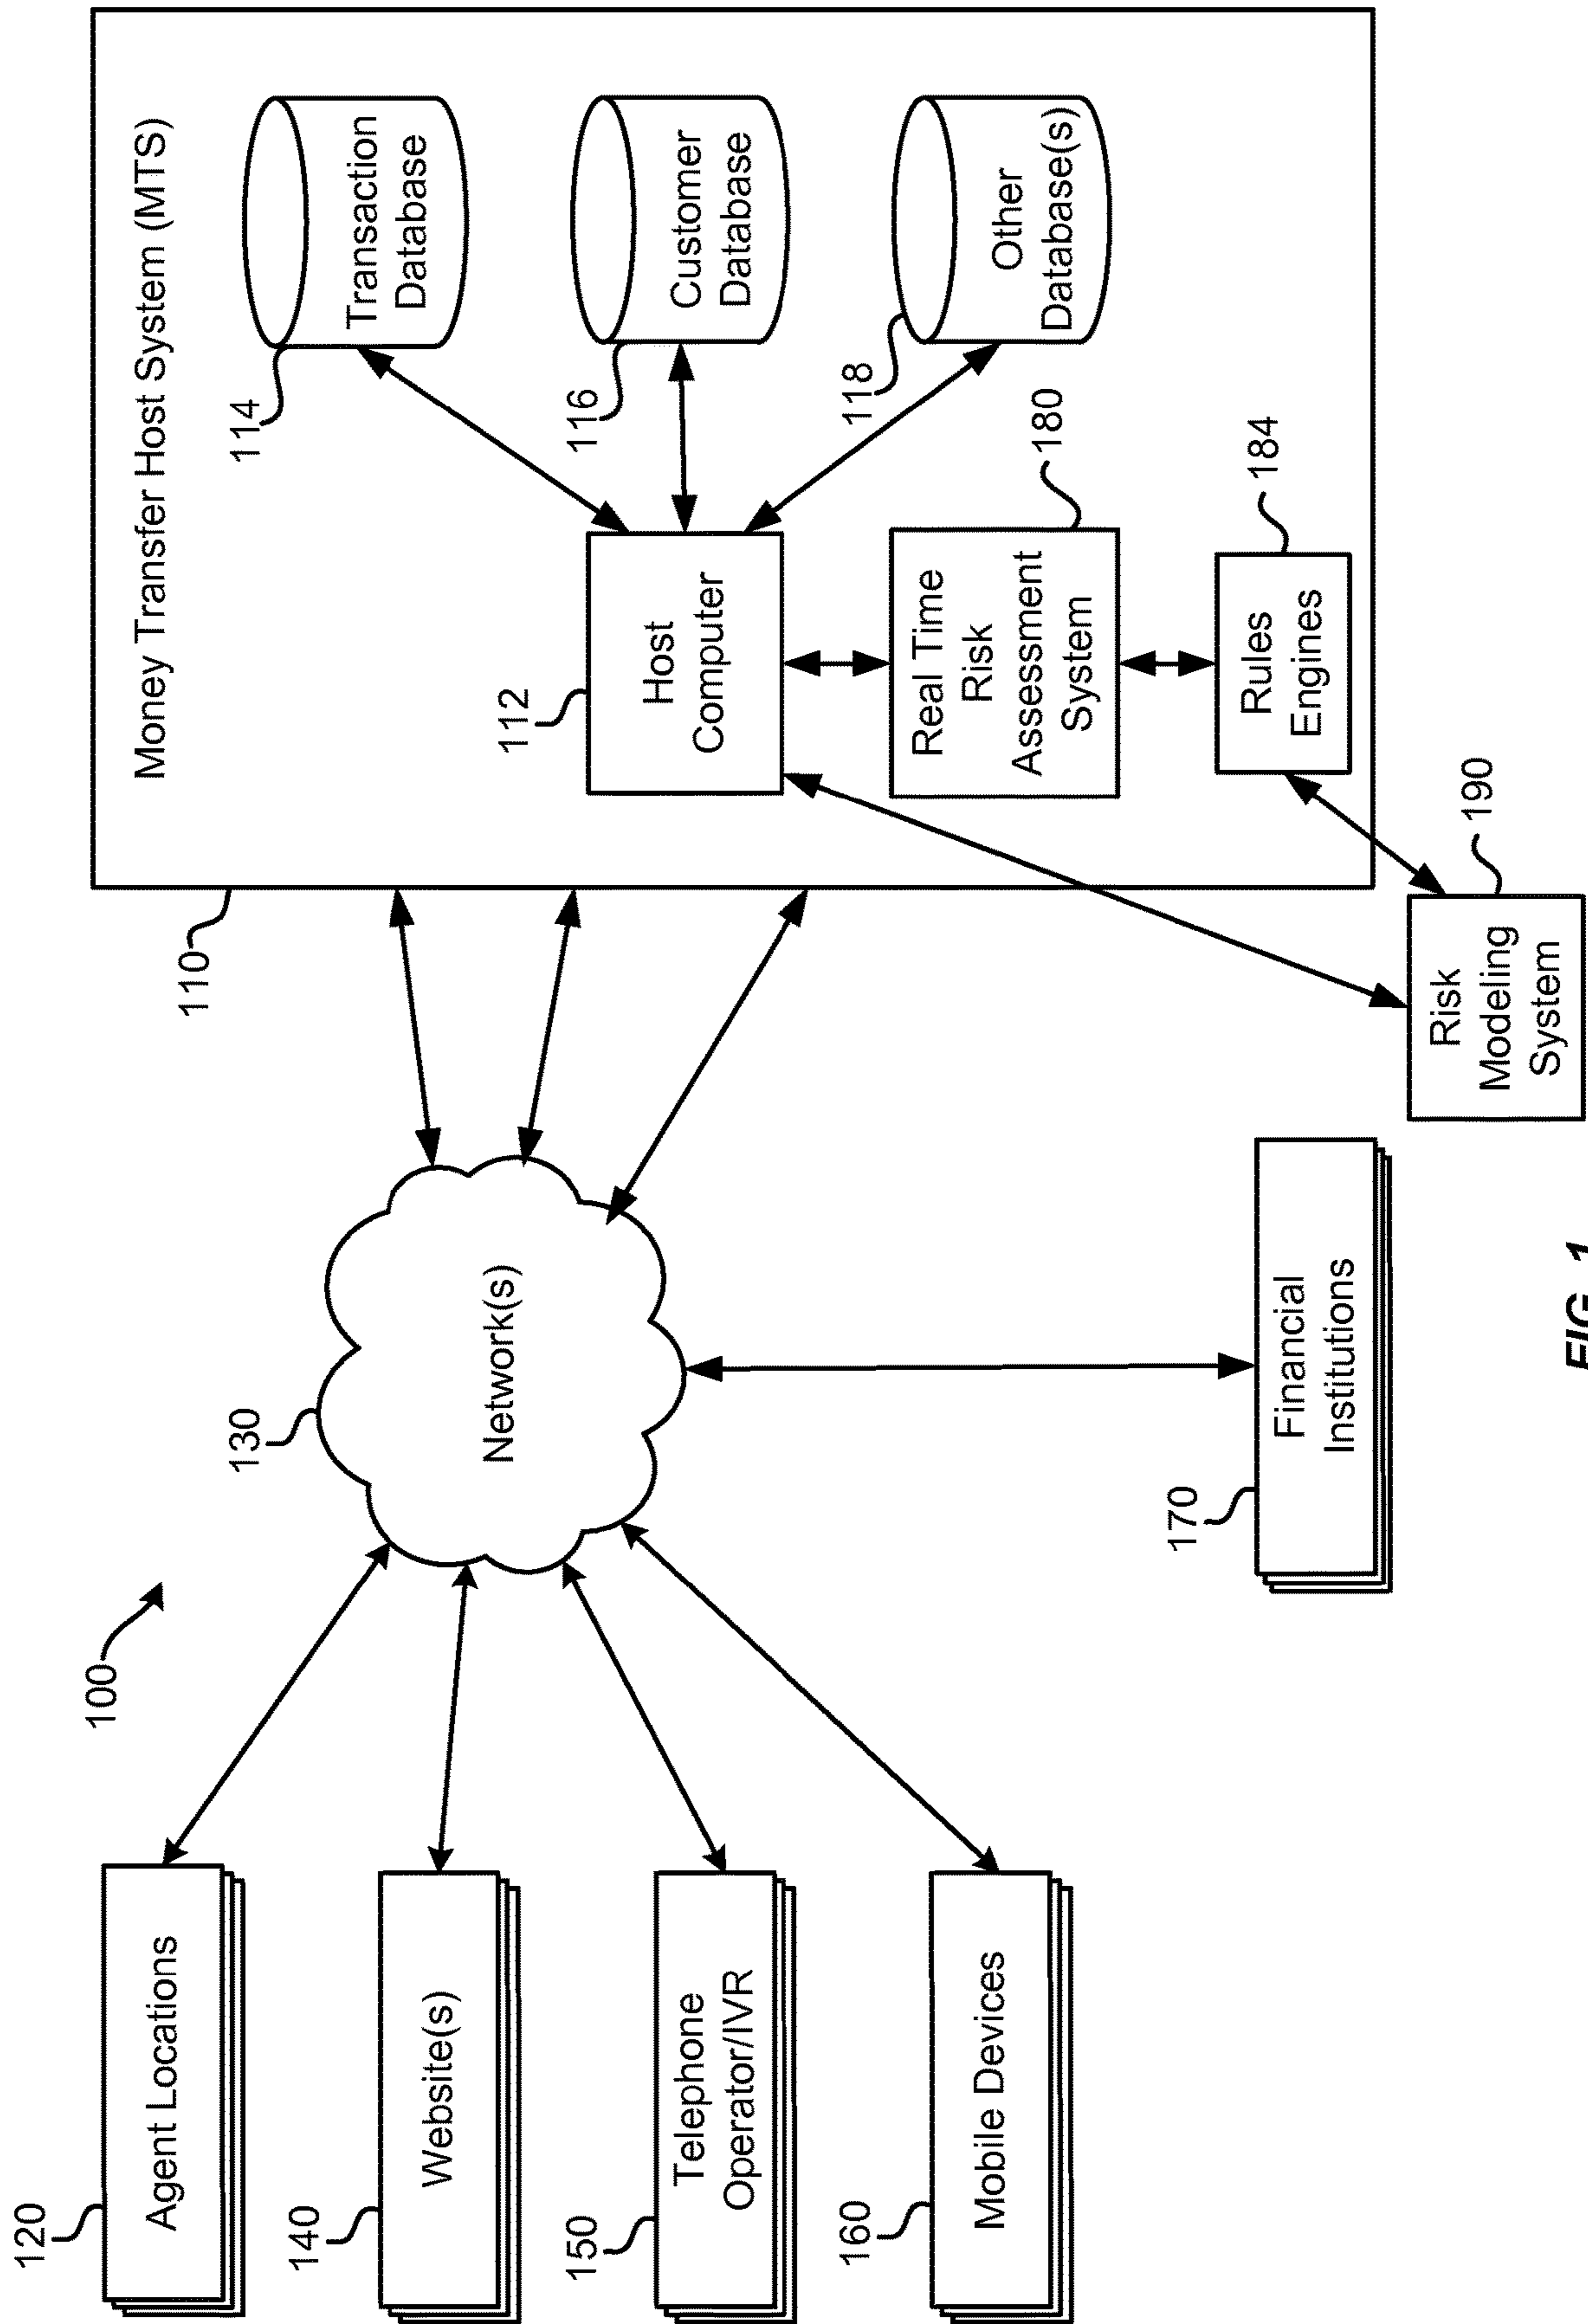 100
120
Agent Locations
140
Website(s)
150
Telephone
Operator/IVR
160
Mobile Devices
130
Network(s)
170
Financial
Institutions
110
Money Transfer Host System (MTS)
114
Transaction
Database
116
Customer
Database
118
Other
Database(s)
112
Host
Computer
180
Real Time
Risk
Assessment
System
184
Rules
Engines
190
Risk
Modeling
System
FIG. 1